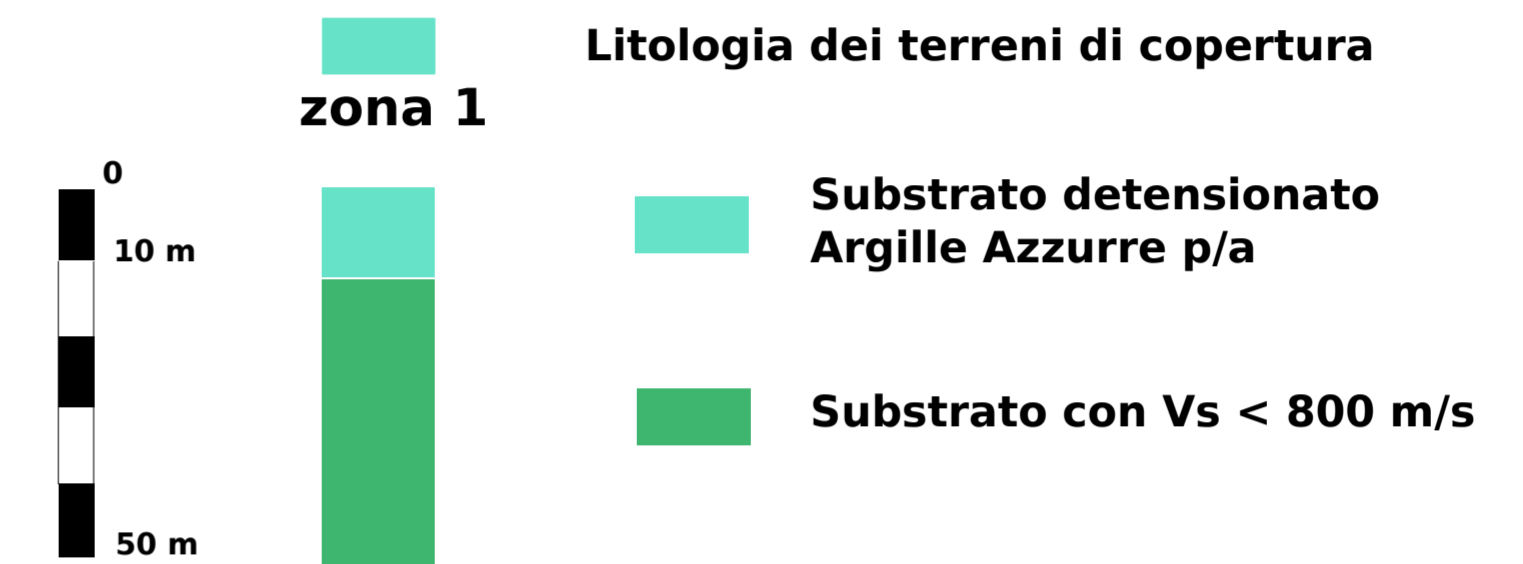 Litologia dei terreni di copertura
zona 1
0
10 m
50 m
Substrato detensionato
Argille Azzurre p/a
Substrato con Vs < 800 m/s